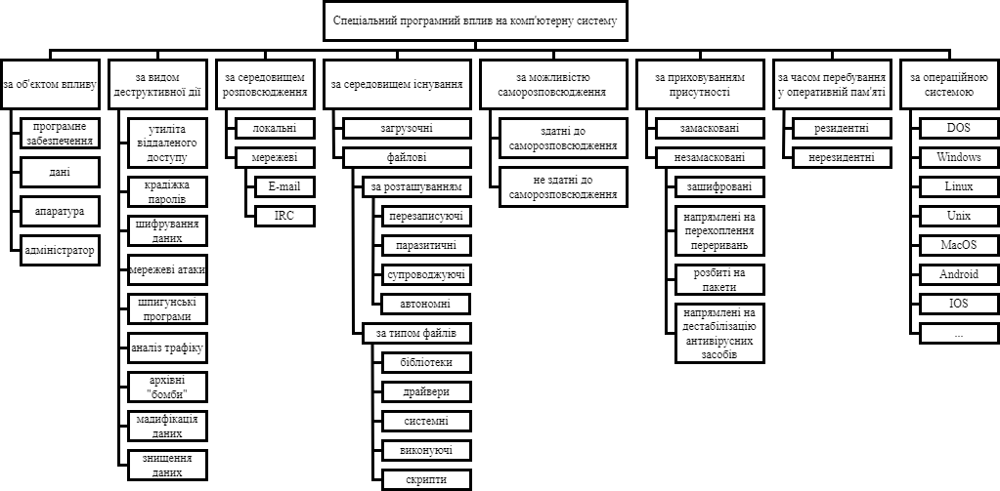 Спеціальний програмний вплив на комп'ютерну систему
за об'єктом впливу
програмне
забезпечення
дані
апаратура
адміністратор
за видом
деструктивної дії
утиліта
віддаленого
доступу
крадіжка
паролів
шифрування
даних
мережеві атаки
шпигунські
програми
аналіз трафіку
архівні
"бомби"
мадифікація
даних
знищення
даних
за середовищем
розповсюдження
локальні
мережеві
E-mail
IRC
за середовищем існування
загрузочні
файлові
за розташуванням
перезаписуючі
паразитичні
супроводжуючі
автономні
за типом файлів
бібліотеки
драйвери
системні
виконуючі
скрипти
за можливістю
саморозповсюдження
здатні до
саморозповсюдження
не здатні до
саморозповсюдження
за приховуванням
присутності
замасковані
незамасковані
зашифровані
напрямлені на
перехоплення
переривань
розбиті на
пакети
напрямлені на
дестабілізацію
антивірусних
засобів
за часом перебування
у оперативній пам'яті
резидентні
нерезидентні
за операційною
системою
DOS
Windows
Linux
Unix
MacOS
Android
IOS
...